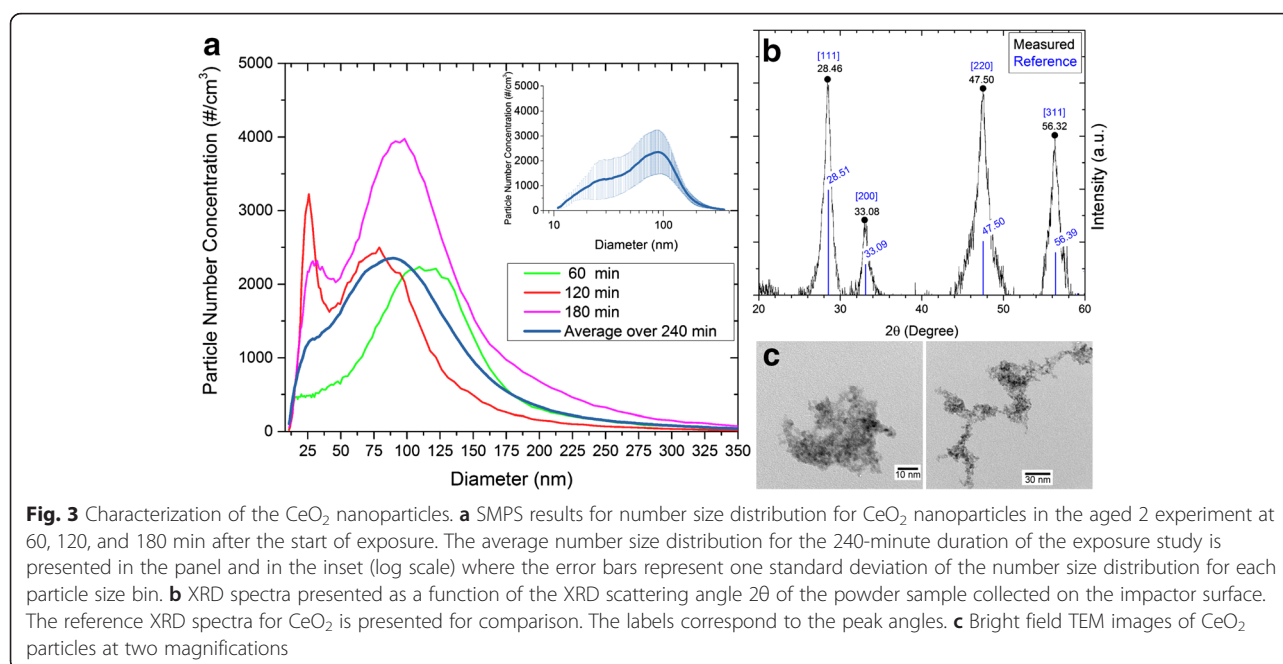 a
Particle Number Concentration (#/cm³)
5000
4000
3000
2000
1000
0
0 25 50 75 100 125 150 175 200 225 250 275 300 325 350
Diameter (nm)
Particle Number Concentration (#/cm³)
5000
4000
3000
2000
1000
0
10 100
Diameter (nm)
60 min
120 min
180 min
Average over 240 min
b
Measured
Reference
[111]
28.46
28.51
[200]
33.08
33.09
[220]
47.50
47.50
[311]
56.32
56.39
Intensity (a.u.)
20 30 40 50 60
2θ (Degree)
c
10 nm
30 nm
Fig. 3 Characterization of the CeO₂ nanoparticles. a SMPS results for number size distribution for CeO₂ nanoparticles in the aged 2 experiment at
60, 120, and 180 min after the start of exposure. The average number size distribution for the 240-minute duration of the exposure study is
presented in the panel and in the inset (log scale) where the error bars represent one standard deviation of the number size distribution for each
particle size bin. b XRD spectra presented as a function of the XRD scattering angle 2θ of the powder sample collected on the impactor surface.
The reference XRD spectra for CeO₂ is presented for comparison. The labels correspond to the peak angles. c Bright field TEM images of CeO₂
particles at two magnifications